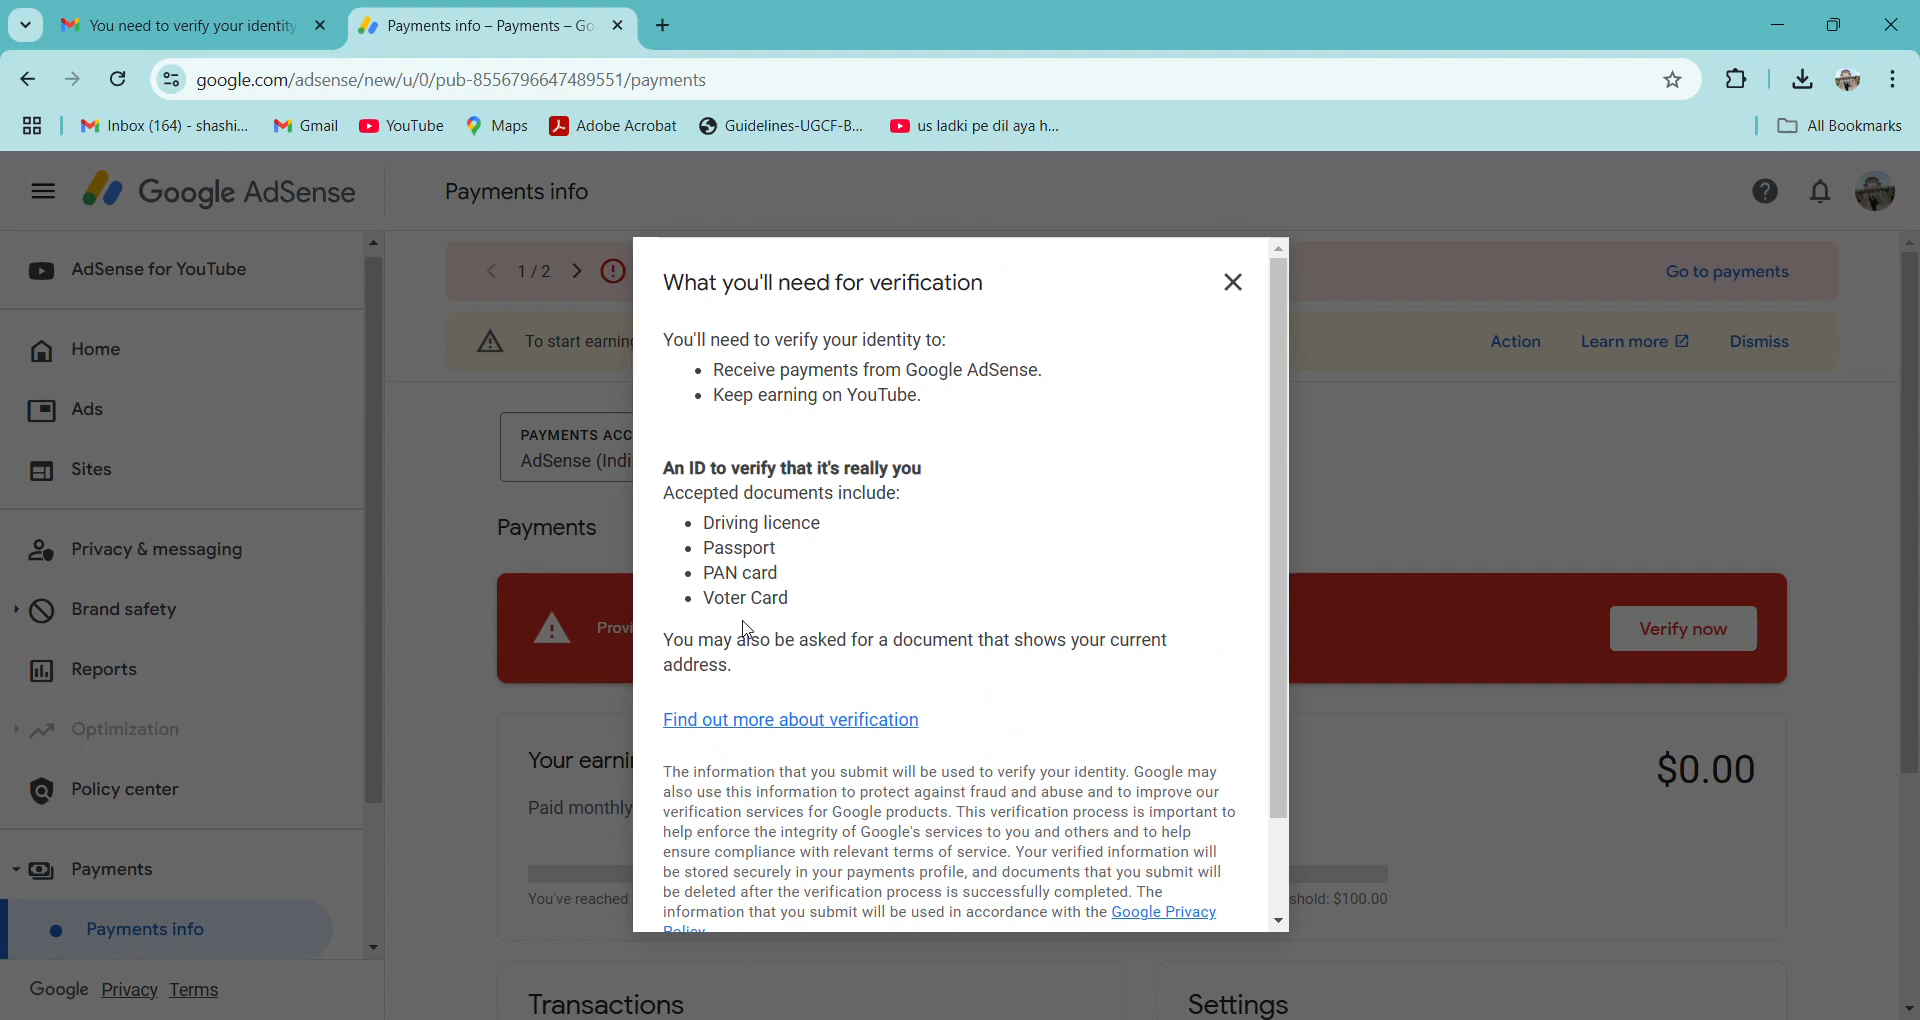 You need to verify your identity
Payments info – Payments – Go
google.com/adsense/new/u/0/pub-8556796647489551/payments
Inbox (164) - shashi...
Gmail
YouTube
Maps
Adobe Acrobat
Guidelines-UGCF-B...
us ladki pe dil aya h...
All Bookmarks
Google AdSense
Payments info
AdSense for YouTube
Home
Ads
Sites
Privacy & messaging
Brand safety
Reports
Optimization
Policy center
Payments
Payments info
Google Privacy Terms
1 / 2
Go to payments
To start earning
Action
Learn more
Dismiss
PAYMENTS ACC
AdSense (Indi
Payments
Provi
Verify now
Your earni
$0.00
Paid monthly
You've reached
shold: $100.00
Transactions
Settings
What you'll need for verification
You'll need to verify your identity to:
• Receive payments from Google AdSense.
• Keep earning on YouTube.
An ID to verify that it's really you
Accepted documents include:
• Driving licence
• Passport
• PAN card
• Voter Card
You may also be asked for a document that shows your current
address.
Find out more about verification
The information that you submit will be used to verify your identity. Google may
also use this information to protect against fraud and abuse and to improve our
verification services for Google products. This verification process is important to
help enforce the integrity of Google's services to you and others and to help
ensure compliance with relevant terms of service. Your verified information will
be stored securely in your payments profile, and documents that you submit will
be deleted after the verification process is successfully completed. The
information that you submit will be used in accordance with the Google Privacy
Policy